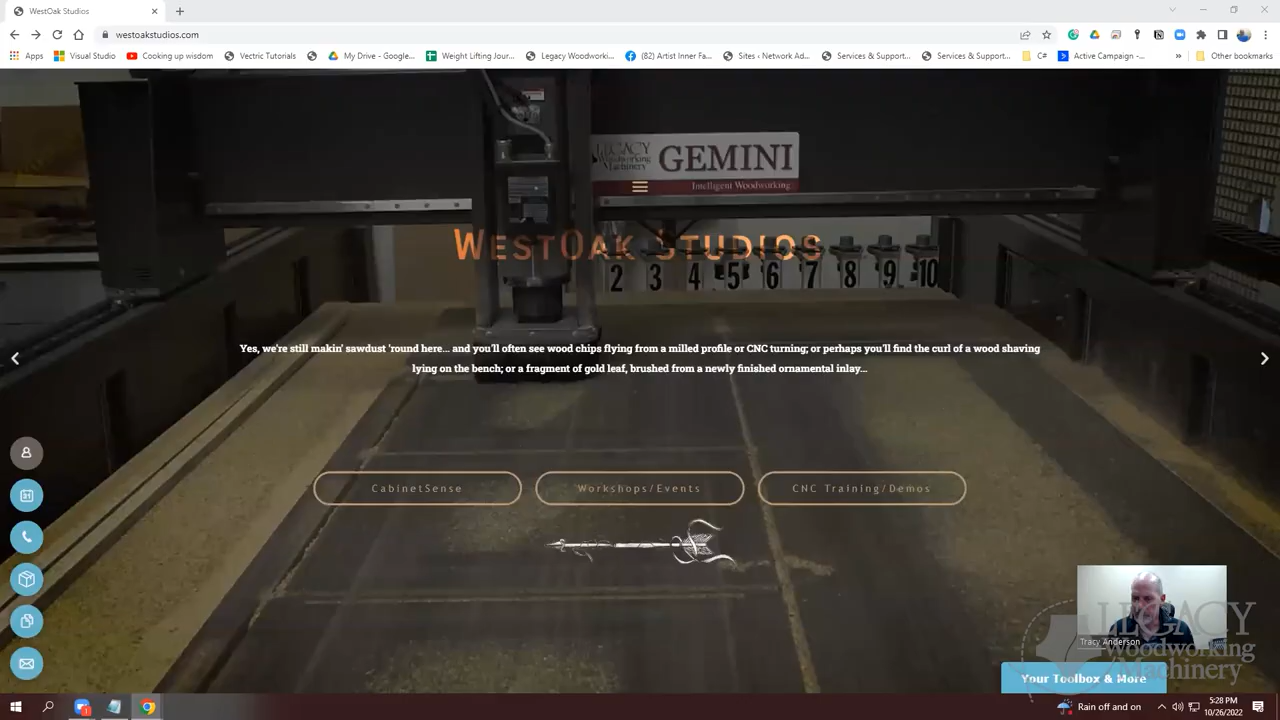 WestOak Studios
westoakstudios.com
Apps
Visual Studio
Cooking up wisdom
Vectric Tutorials
My Drive - Google...
Weight Lifting Jour...
Legacy Woodworki...
(82) Artist Inner Fa...
Sites ‹ Network Ad...
Services & Support...
Services & Support...
C#
Active Campaign -...
»
Other bookmarks
LEGACY
Woodworking
Machinery
GEMINI
Intelligent Woodworking.
WestOak Studios
2 3 4 5 6 7 8 9 10
Yes, we're still makin' sawdust 'round here... and you'll often see wood chips flying from a milled profile or CNC turning; or perhaps you'll find the curl of a wood shaving
lying on the bench; or a fragment of gold leaf, brushed from a newly finished ornamental inlay...
CabinetSense
Workshops/Events
CNC Training/Demos
Tracy Anderson
LEGACY
Woodworking
Machinery
Your Toolbox & More
Rain off and on
5:28 PM
10/26/2022